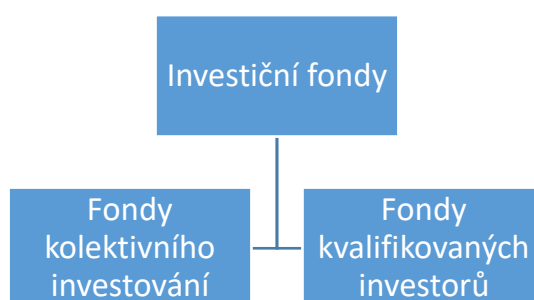 Investiční fondy
Fondy
kolektivního
investování
Fondy
kvalifikovaných
investorů